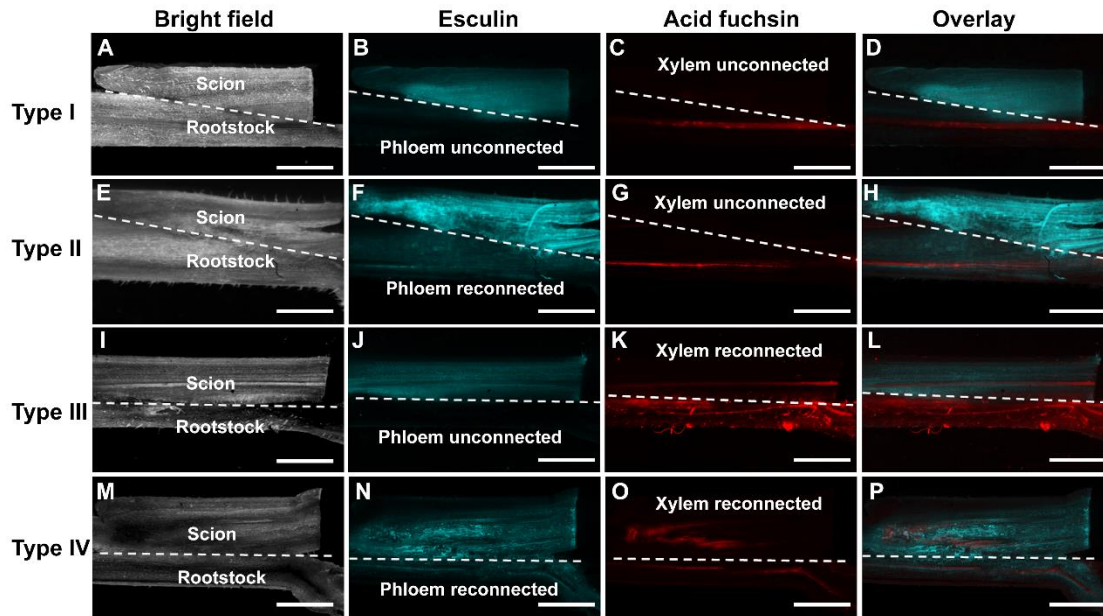 Bright field Esculin Acid fuchsin Overlay
Type I
A
Scion
Rootstock
B
Phloem unconnected
C
Xylem unconnected
D
Type II
E
Scion
Rootstock
F
Phloem reconnected
G
Xylem unconnected
H
Type III
I
Scion
Rootstock
J
Phloem unconnected
K
Xylem reconnected
L
Type IV
M
Scion
Rootstock
N
Phloem reconnected
O
Xylem reconnected
P